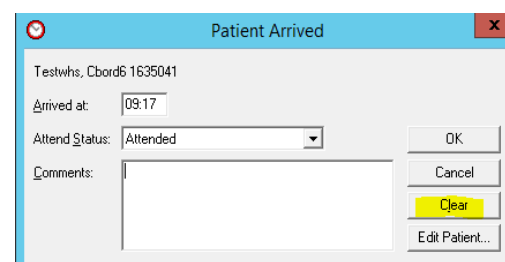 Patient Arrived
x
Testwhs, Cbord6 1635041
Arrived at: 09:17
Attend Status: Attended OK
Comments: Cancel
Clear
Edit Patient...